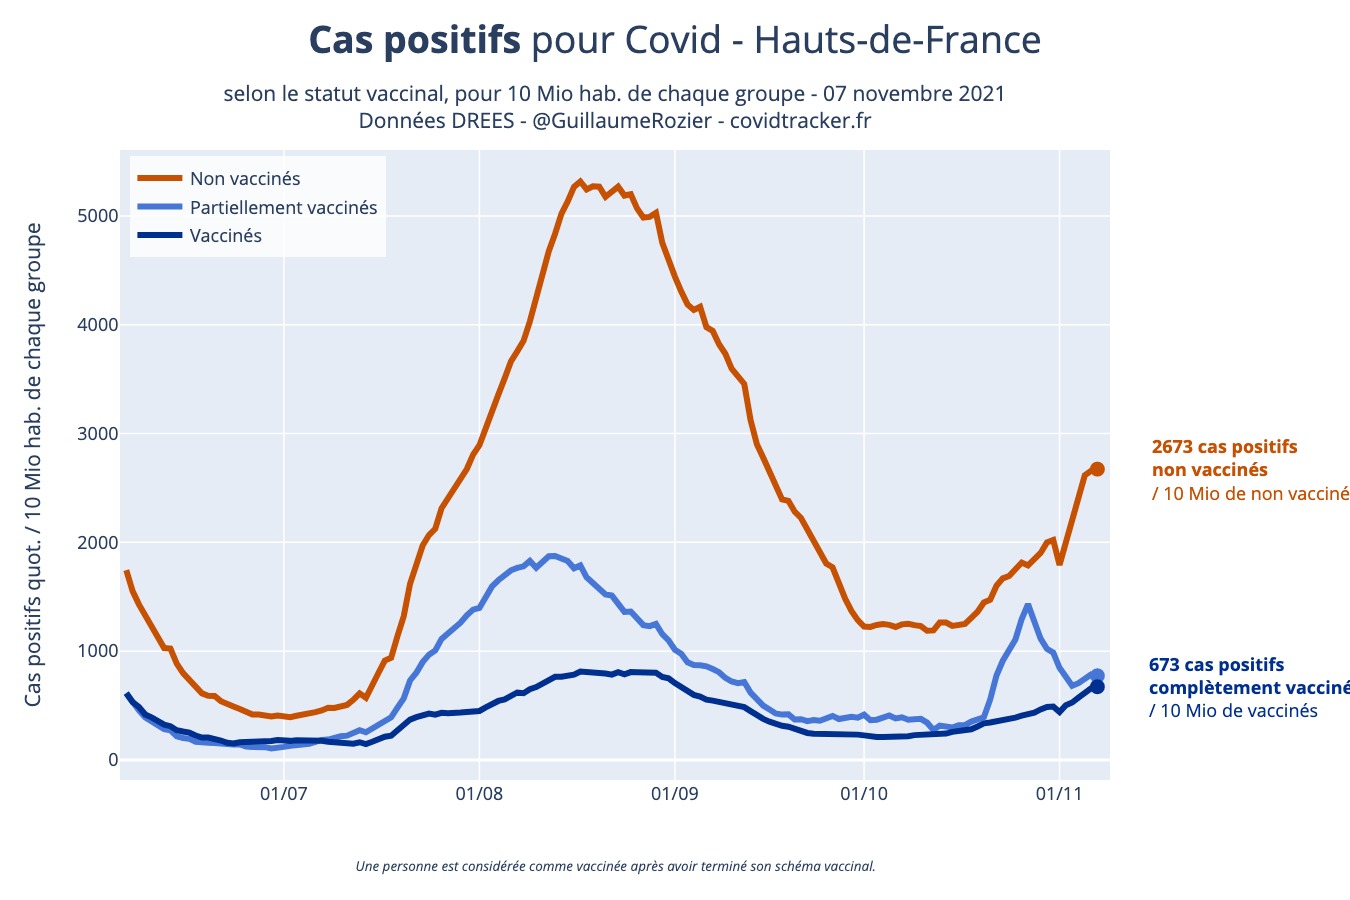 Cas positifs pour Covid - Hauts-de-France
selon le statut vaccinal, pour 10 Mio hab. de chaque groupe - 07 novembre 2021
Données DREES - @GuillaumeRozier - covidtracker.fr
Non vaccinés
Partiellement vaccinés
Vaccinés
Cas positifs quot. / 10 Mio hab. de chaque groupe
5000
4000
3000
2000
1000
0
01/07
01/08
01/09
01/10
01/11
2673 cas positifs
non vaccinés
/ 10 Mio de non vacciné
673 cas positifs
complètement vacciné
/ 10 Mio de vaccinés
Une personne est considérée comme vaccinée après avoir terminé son schéma vaccinal.